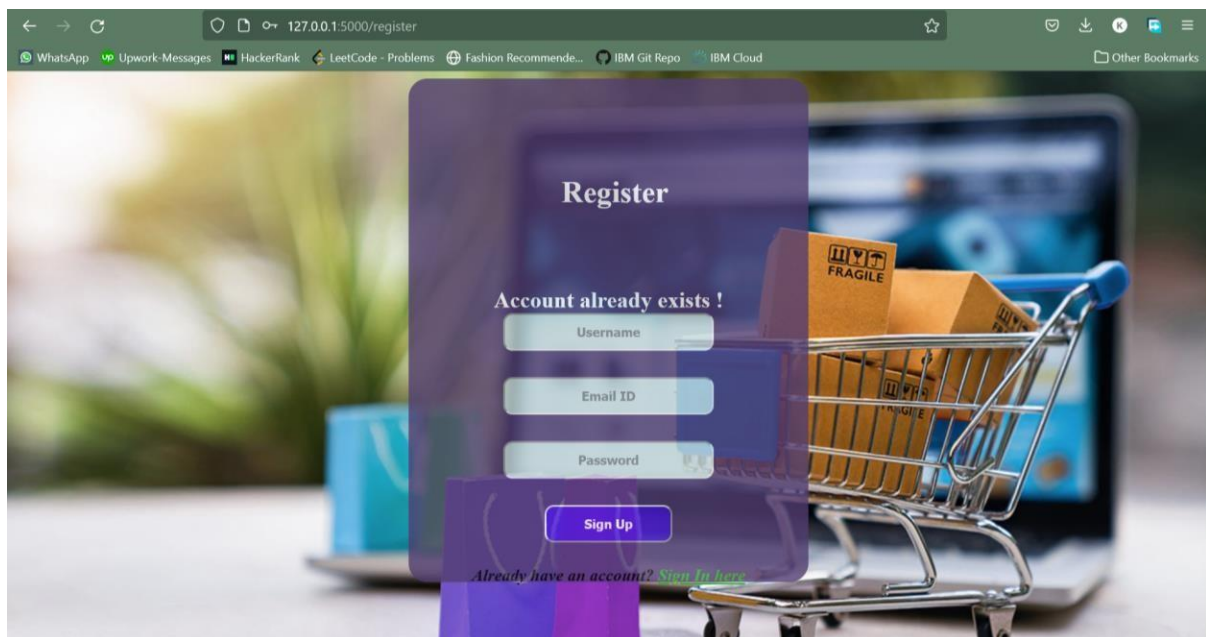 127.0.0.1:5000/register
K
WhatsApp up Upwork-Messages HackerRank LeetCode - Problems Fashion Recommende... IBM Git Repo IBM Cloud Other Bookmarks
Register
FRAGILE
Account already exists !
Username
Email ID
FRAGILE
Password
Sign Up
Already have an account? Sign In here